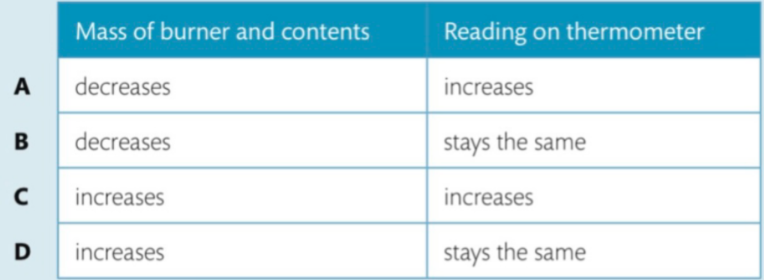 Mass of burner and contents Reading on thermometer
A decreases increases
B decreases stays the same
C increases increases
D increases stays the same